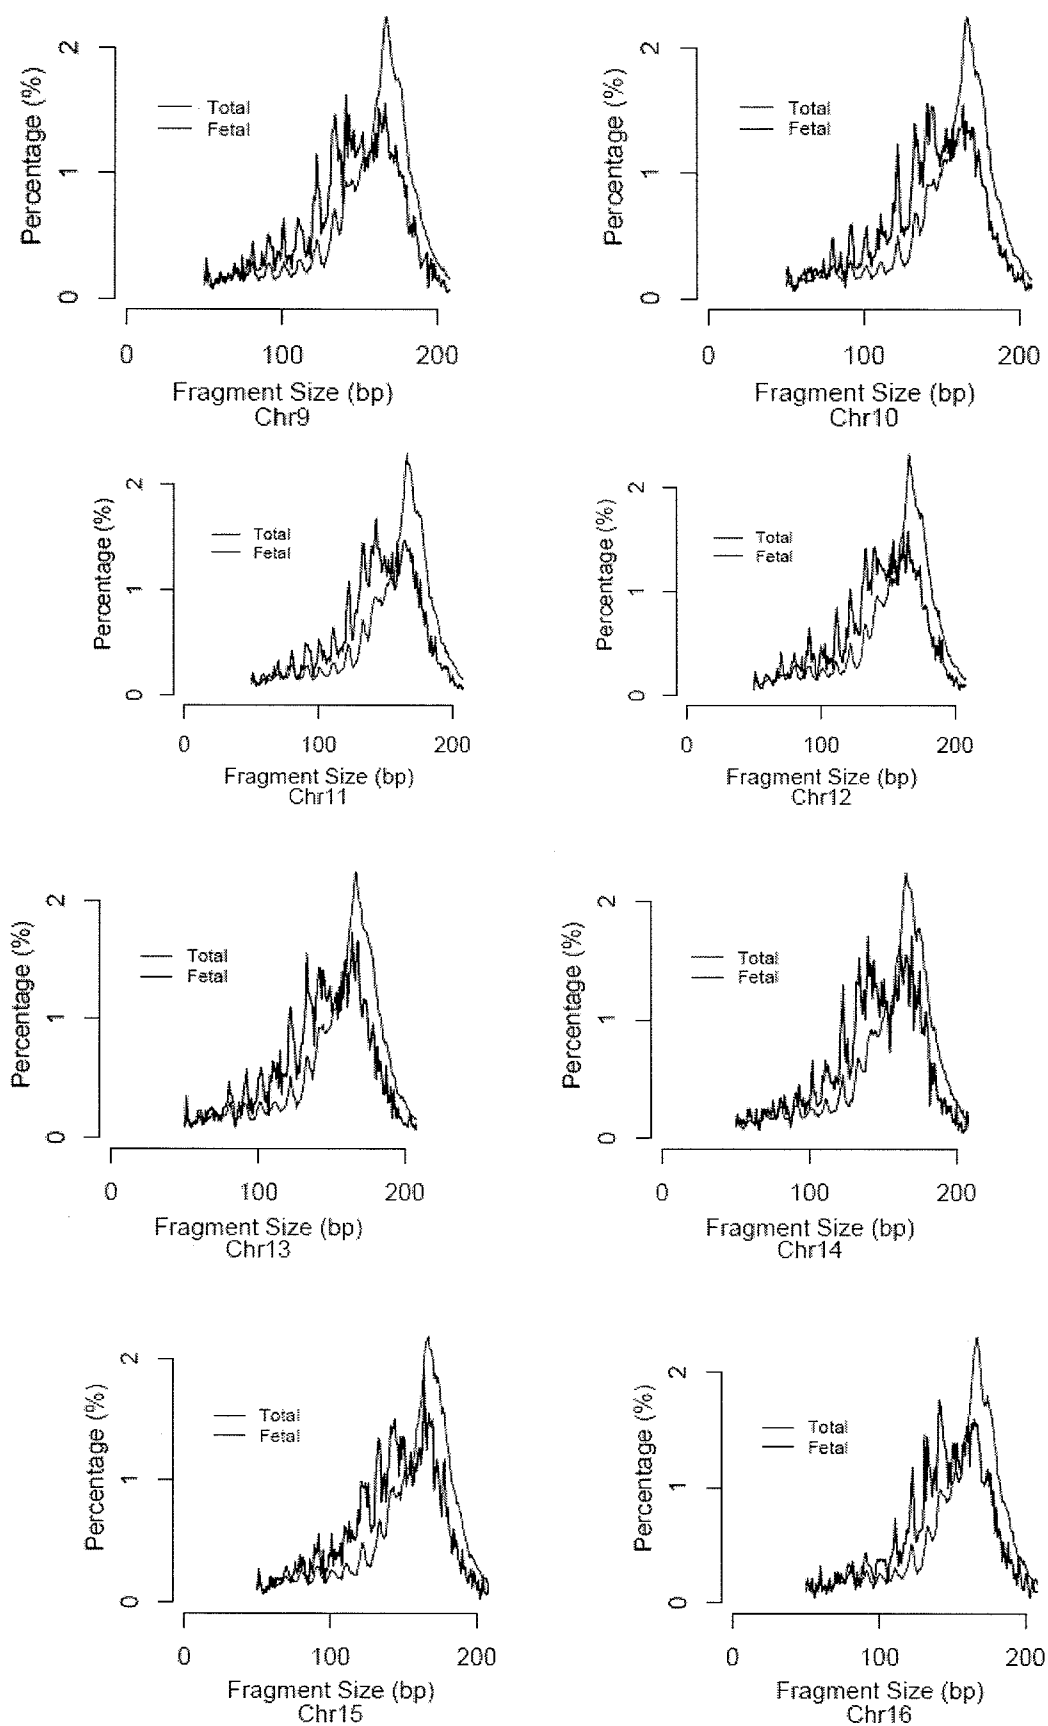 Percentage (%)
2
1
0
Total
Fetal
0 100 200
Fragment Size (bp)
Chr9
Percentage (%)
2
1
0
Total
Fetal
0 100 200
Fragment Size (bp)
Chr10
Percentage (%)
2
1
0
Total
Fetal
0 100 200
Fragment Size (bp)
Chr11
Percentage (%)
2
1
0
Total
Fetal
0 100 200
Fragment Size (bp)
Chr12
Percentage (%)
2
1
0
Total
Fetal
0 100 200
Fragment Size (bp)
Chr13
Percentage (%)
2
1
0
Total
Fetal
0 100 200
Fragment Size (bp)
Chr14
Percentage (%)
2
1
0
Total
Fetal
0 100 200
Fragment Size (bp)
Chr15
Percentage (%)
2
1
0
Total
Fetal
0 100 200
Fragment Size (bp)
Chr16